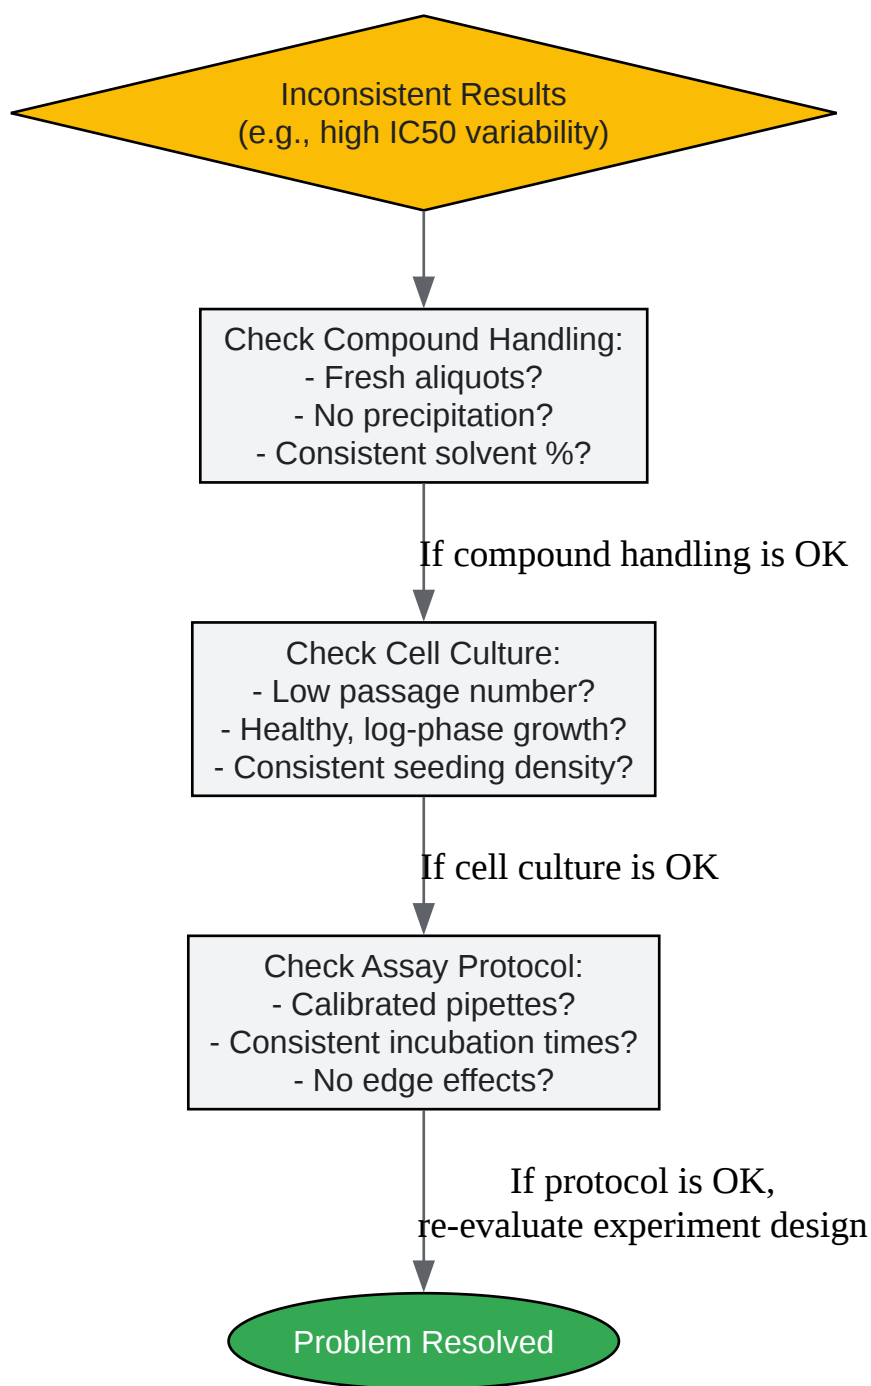 Inconsistent Results
(e.g., high IC50 variability)
Check Compound Handling:
- Fresh aliquots?
- No precipitation?
- Consistent solvent %?
If compound handling is OK
Check Cell Culture:
- Low passage number?
- Healthy, log-phase growth?
- Consistent seeding density?
If cell culture is OK
Check Assay Protocol:
- Calibrated pipettes?
- Consistent incubation times?
- No edge effects?
If protocol is OK,
re-evaluate experiment design
Problem Resolved